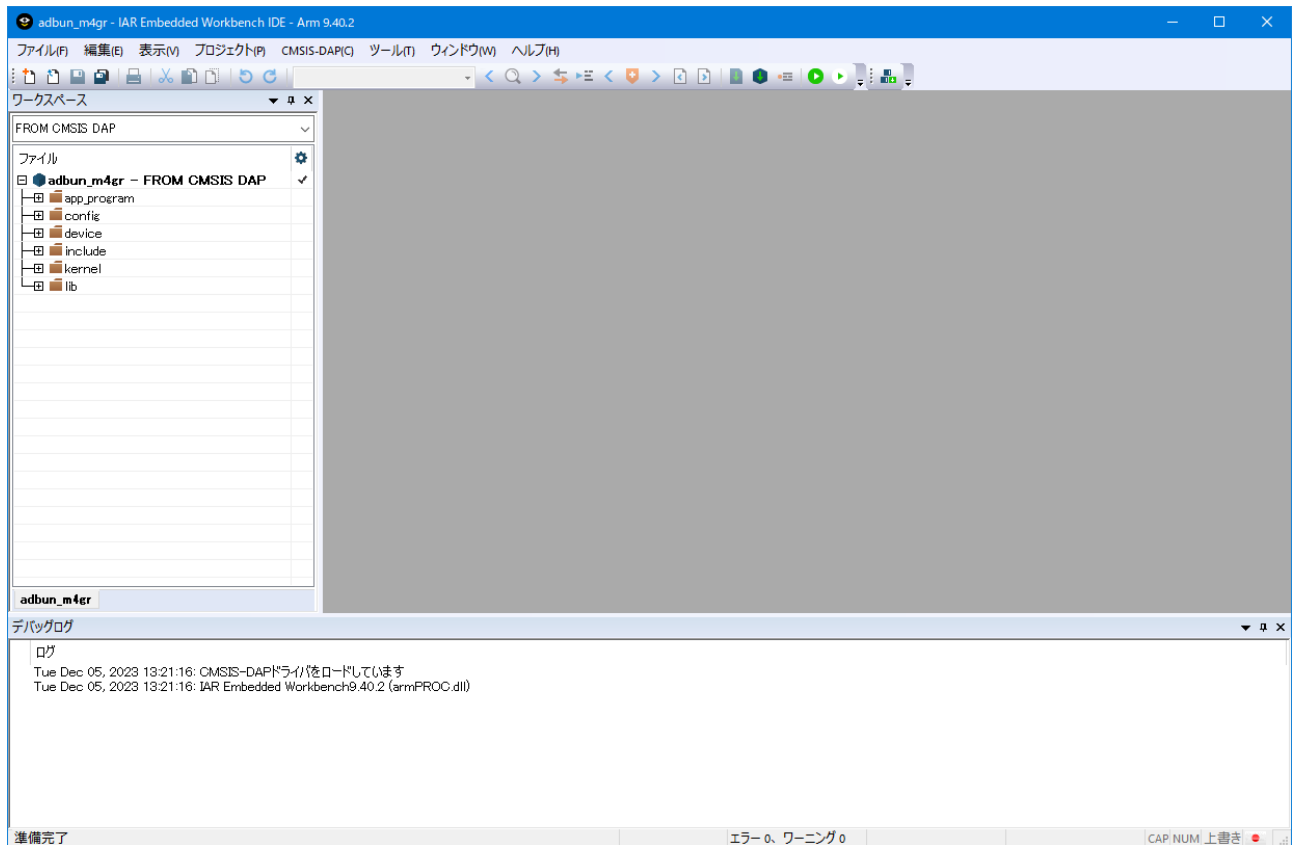 adbun_m4gr - IAR Embedded Workbench IDE - Arm 9.40.2
ファイル(F) 編集(E) 表示(V) プロジェクト(P) CMSIS-DAP(C) ツール(T) ウィンドウ(W) ヘルプ(H)
ワークスペース
FROM CMSIS DAP
ファイル
adbun_m4gr - FROM CMSIS DAP
app_program
config
device
include
kernel
lib
adbun_m4gr
デバッグログ
ログ
Tue Dec 05, 2023 13:21:16: CMSIS-DAPドライバをロードしています
Tue Dec 05, 2023 13:21:16: IAR Embedded Workbench9.40.2 (armPROC.dll)
準備完了 エラー 0、ワーニング 0 CAP NUM 上書き